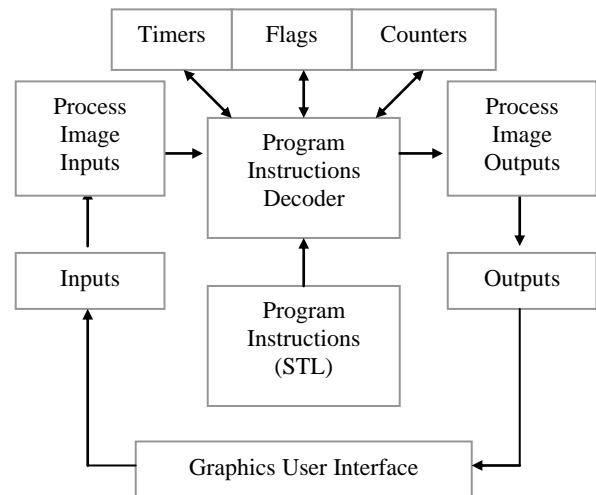 Timers Flags Counters
Process
Image
Inputs
Program
Instructions
Decoder
Process
Image
Outputs
Inputs
Program
Instructions
(STL)
Outputs
Graphics User Interface